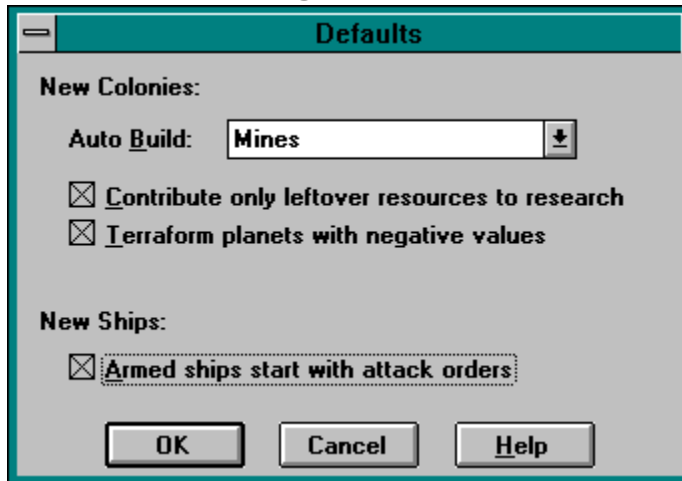 Defaults
New Colonies:
Auto Build: Mines
Contribute only leftover resources to research
Terraform planets with negative values
New Ships:
Armed ships start with attack orders
OK Cancel Help